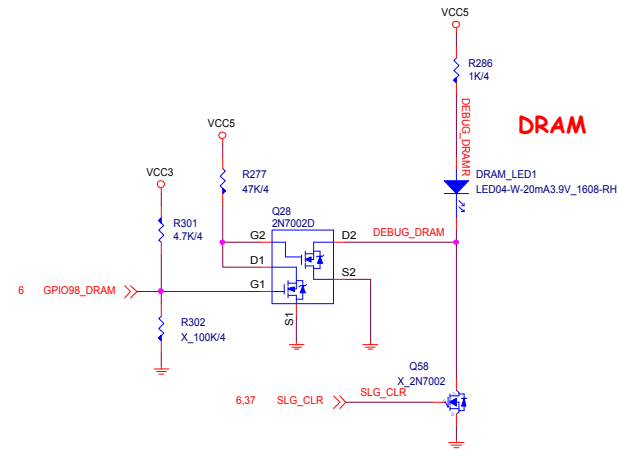 VCC5
R286
1K/4
DEBUG_DRAMR
DRAM
VCC5
DRAM_LED1
LED04-W-20mA3.9V_1608-RH
R277
47K/4
VCC3
Q28
2N7002D
R301
4.7K/4
G2
D2
DEBUG_DRAM
D1
S2
6 GPIO98_DRAM
G1
S1
R302
X_100K/4
Q58
X_2N7002
6,37 SLG_CLR
SLG_CLR